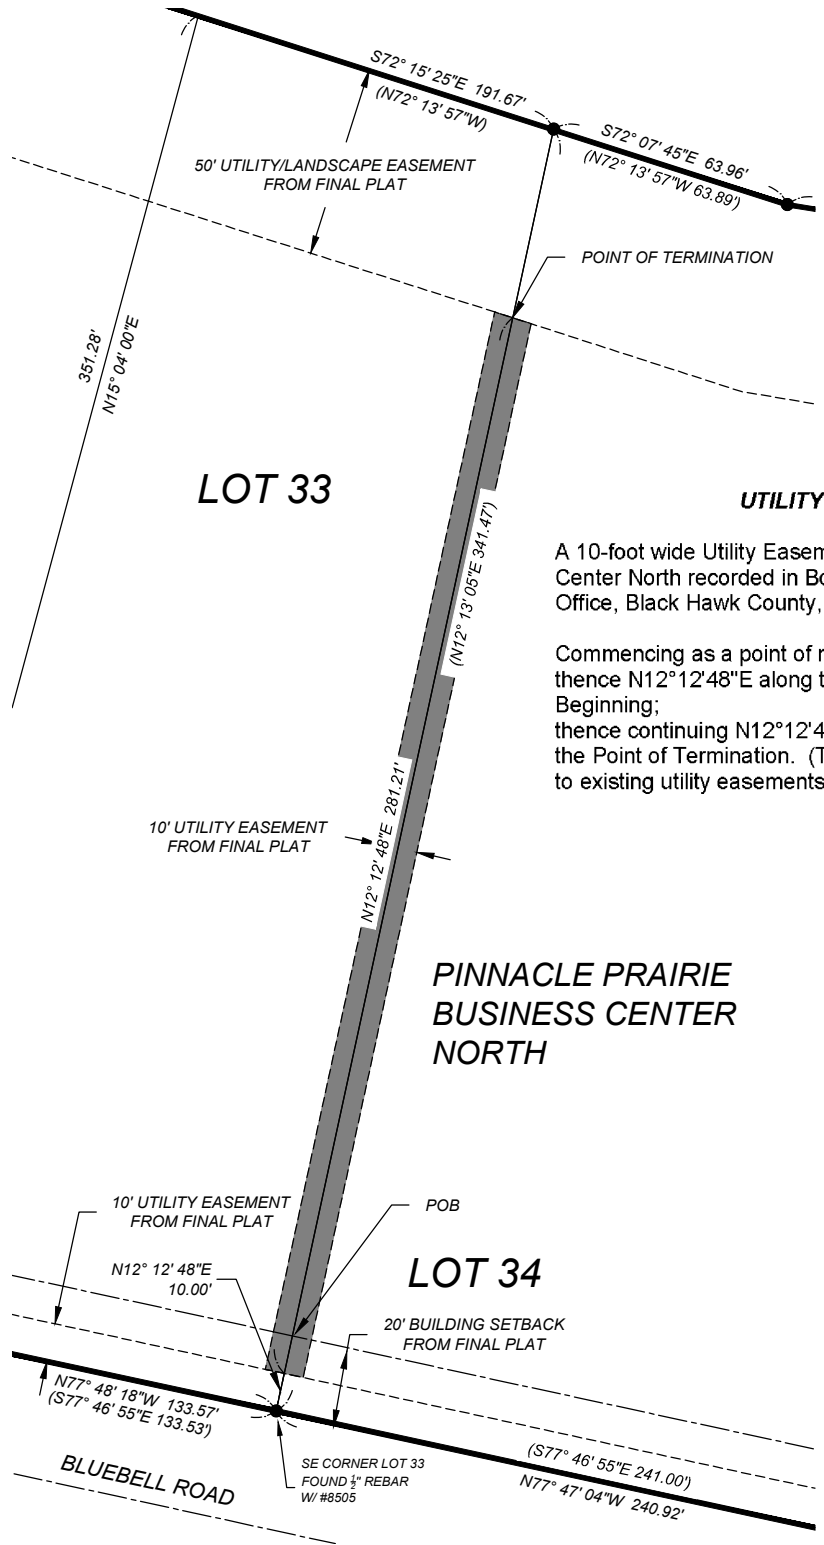 S72° 15' 25"E 191.67'
(N72° 13' 57"W)
S72° 07' 45"E 63.96'
(N72° 13' 57"W 63.89')
50' UTILITY/LANDSCAPE EASEMENT
FROM FINAL PLAT
POINT OF TERMINATION
351.28'
N15° 04' 00"E
LOT 33
(N12° 13' 05"E 341.47')
UTILITY
A 10-foot wide Utility Easem
Center North recorded in Bo
Office, Black Hawk County,
Commencing as a point of r
thence N12°12'48"E along t
Beginning;
thence continuing N12°12'4
the Point of Termination. (T
to existing utility easements
N12° 12' 48"E 281.21'
10' UTILITY EASEMENT
FROM FINAL PLAT
PINNACLE PRAIRIE
BUSINESS CENTER
NORTH
10' UTILITY EASEMENT
FROM FINAL PLAT
POB
N12° 12' 48"E
10.00'
LOT 34
20' BUILDING SETBACK
FROM FINAL PLAT
N77° 48' 18"W 133.57'
(S77° 46' 55"E 133.53')
SE CORNER LOT 33
FOUND ½" REBAR
W/ #8505
(S77° 46' 55"E 241.00')
N77° 47' 04"W 240.92'
BLUEBELL ROAD